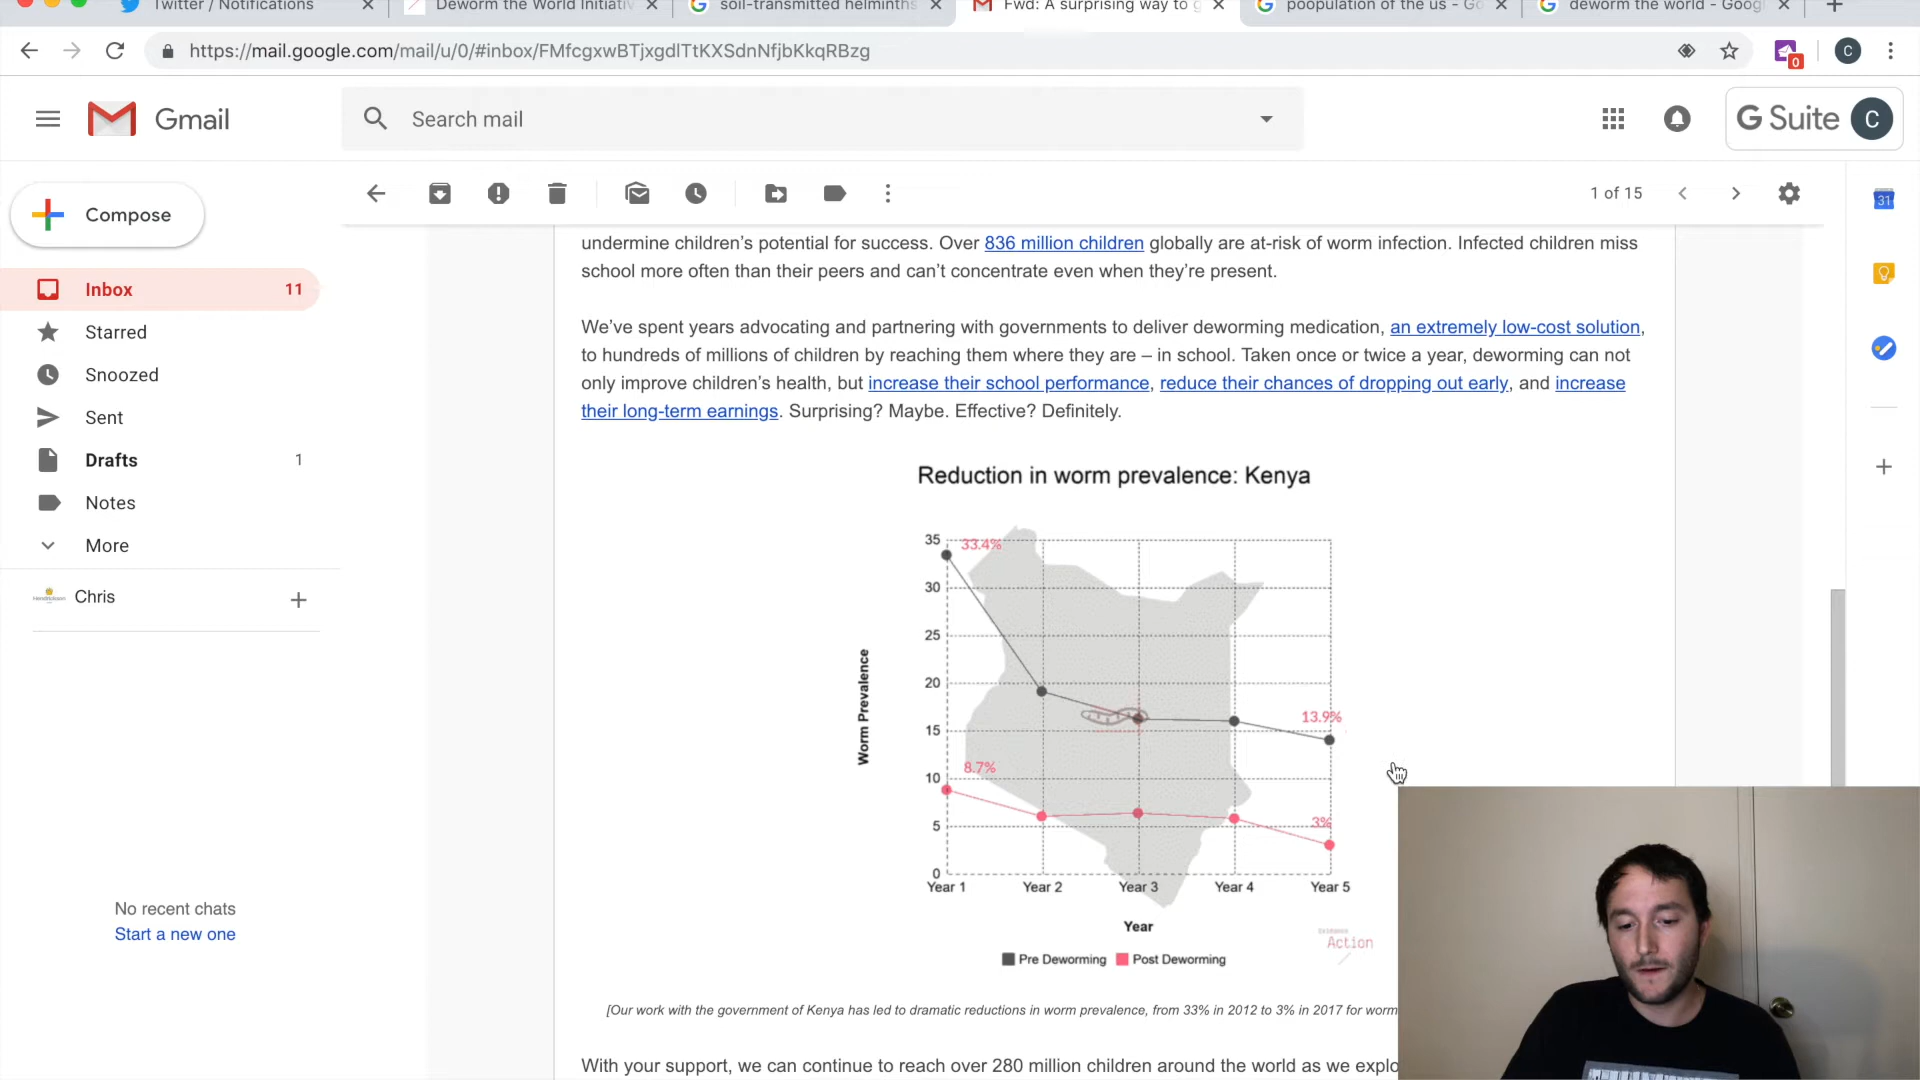 Twitter / Notifications
Deworm the World Initiativ
soil-transmitted helminths
Fwd: A surprising way to g
poopulation of the us - Go
deworm the world - Googl
https://mail.google.com/mail/u/0/#inbox/FMfcgxwBTjxgdlTtKXSdnNfjbKkqRBzg
0
C
Gmail
Search mail
G Suite
C
Compose
1 of 15
31
Inbox 11
Starred
Snoozed
Sent
Drafts 1
Notes
More
Chris
No recent chats
Start a new one
undermine children’s potential for success. Over 836 million children globally are at-risk of worm infection. Infected children miss
school more often than their peers and can’t concentrate even when they’re present.
We’ve spent years advocating and partnering with governments to deliver deworming medication, an extremely low-cost solution,
to hundreds of millions of children by reaching them where they are – in school. Taken once or twice a year, deworming can not
only improve children’s health, but increase their school performance, reduce their chances of dropping out early, and increase
their long-term earnings. Surprising? Maybe. Effective? Definitely.
Reduction in worm prevalence: Kenya
35
33.4%
30
25
20
13.9%
15
8.7%
10
3%
5
0
Worm Prevalence
Year 1 Year 2 Year 3 Year 4 Year 5
Year
Action
Pre Deworming Post Deworming
[Our work with the government of Kenya has led to dramatic reductions in worm prevalence, from 33% in 2012 to 3% in 2017 for worm
With your support, we can continue to reach over 280 million children around the world as we explo